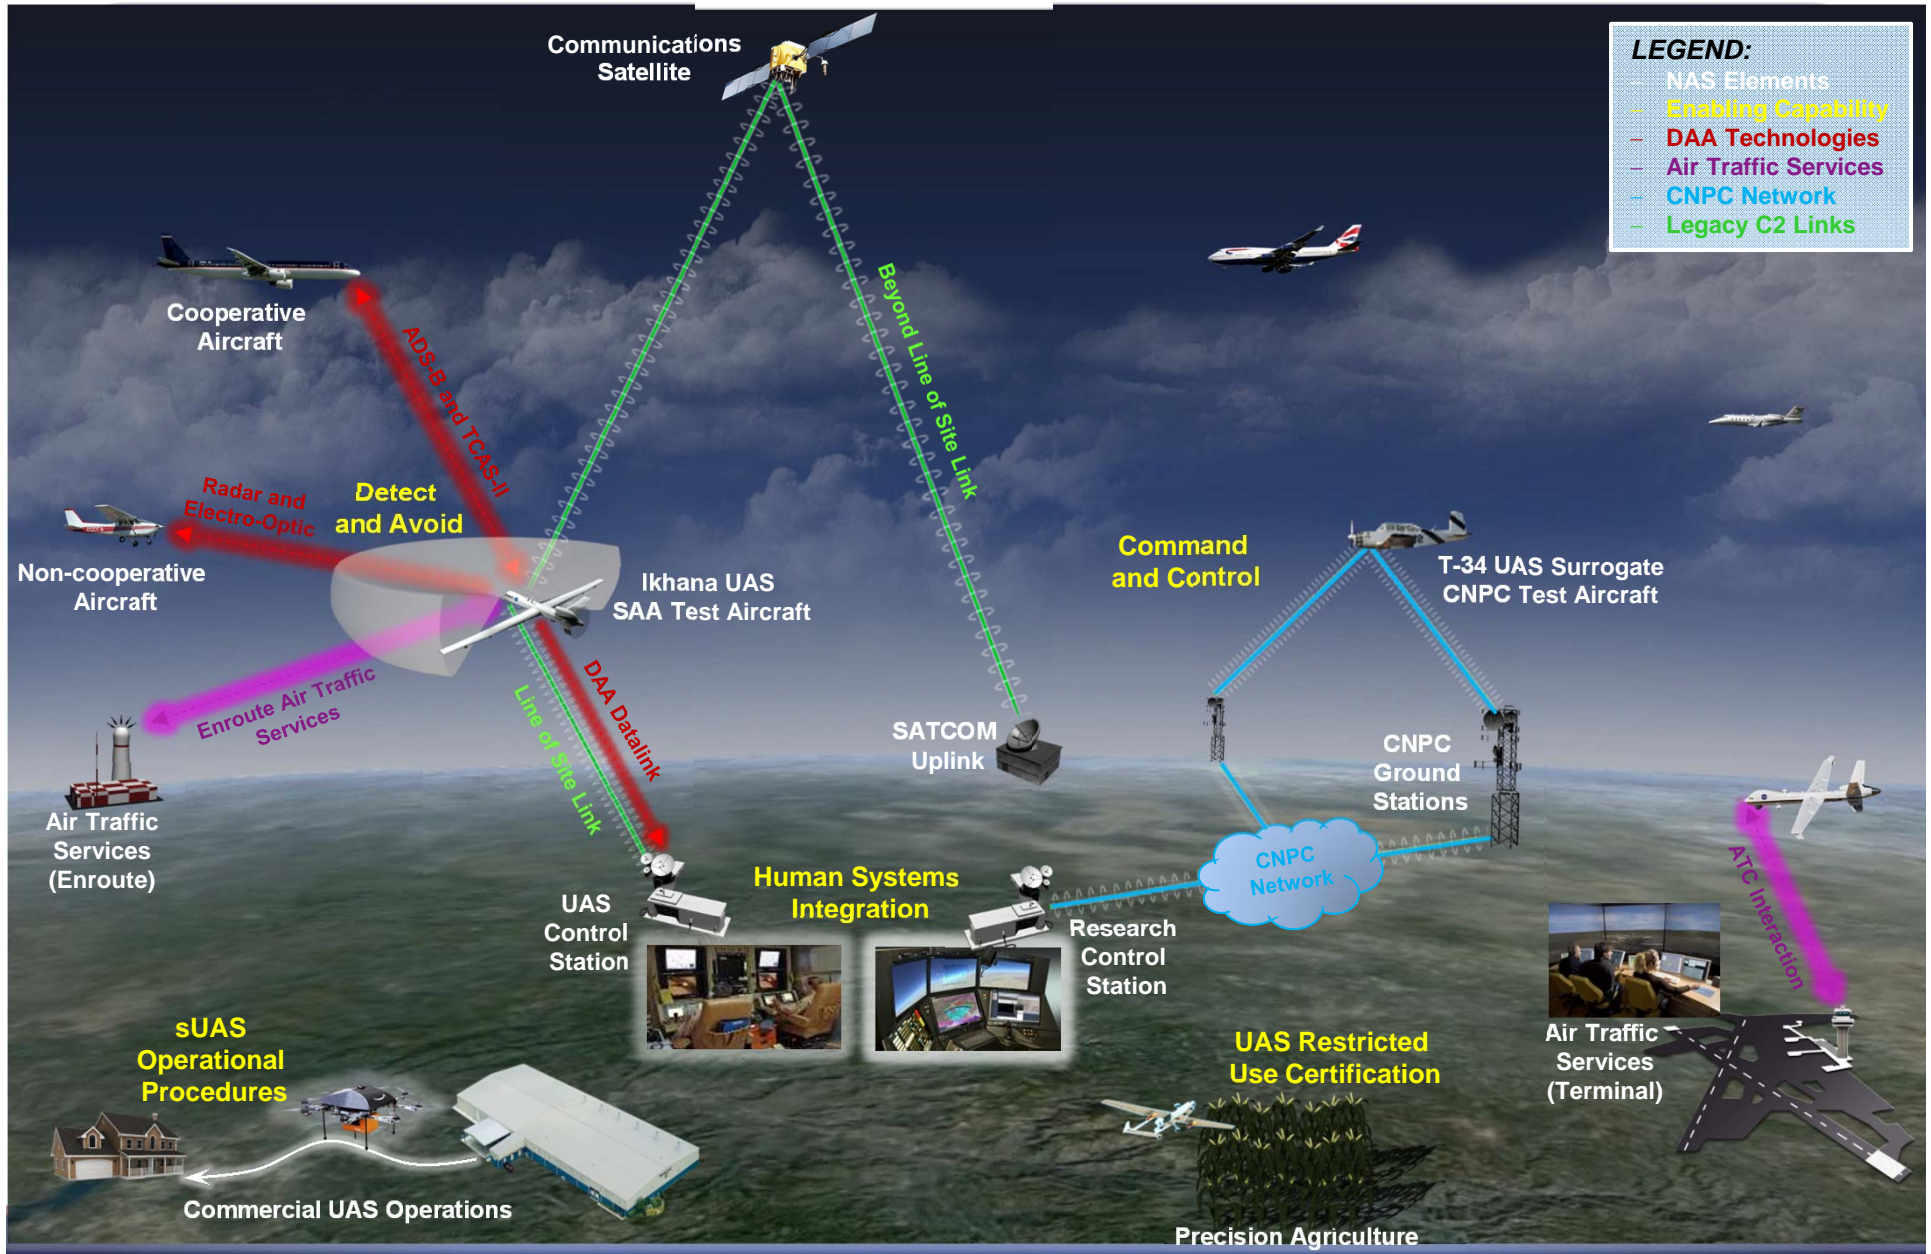 Communications
Satellite
LEGEND:
– NAS Elements
– Enabling Capability
– DAA Technologies
– Air Traffic Services
– CNPC Network
– Legacy C2 Links
Cooperative
Aircraft
ADS-B and TCAS-II
Beyond Line of Site Link
Radar and
Electro-Optic
Detect
and Avoid
Non-cooperative
Aircraft
Ikhana UAS
SAA Test Aircraft
Command
and Control
T-34 UAS Surrogate
CNPC Test Aircraft
Enroute Air Traffic
Services
Line of Site Link
DAA Datalink
SATCOM
Uplink
CNPC
Ground
Stations
Air Traffic
Services
(Enroute)
UAS
Control
Station
Human Systems
Integration
Research
Control
Station
CNPC
Network
ATC Interaction
Air Traffic
Services
(Terminal)
sUAS
Operational
Procedures
Commercial UAS Operations
UAS Restricted
Use Certification
Precision Agriculture